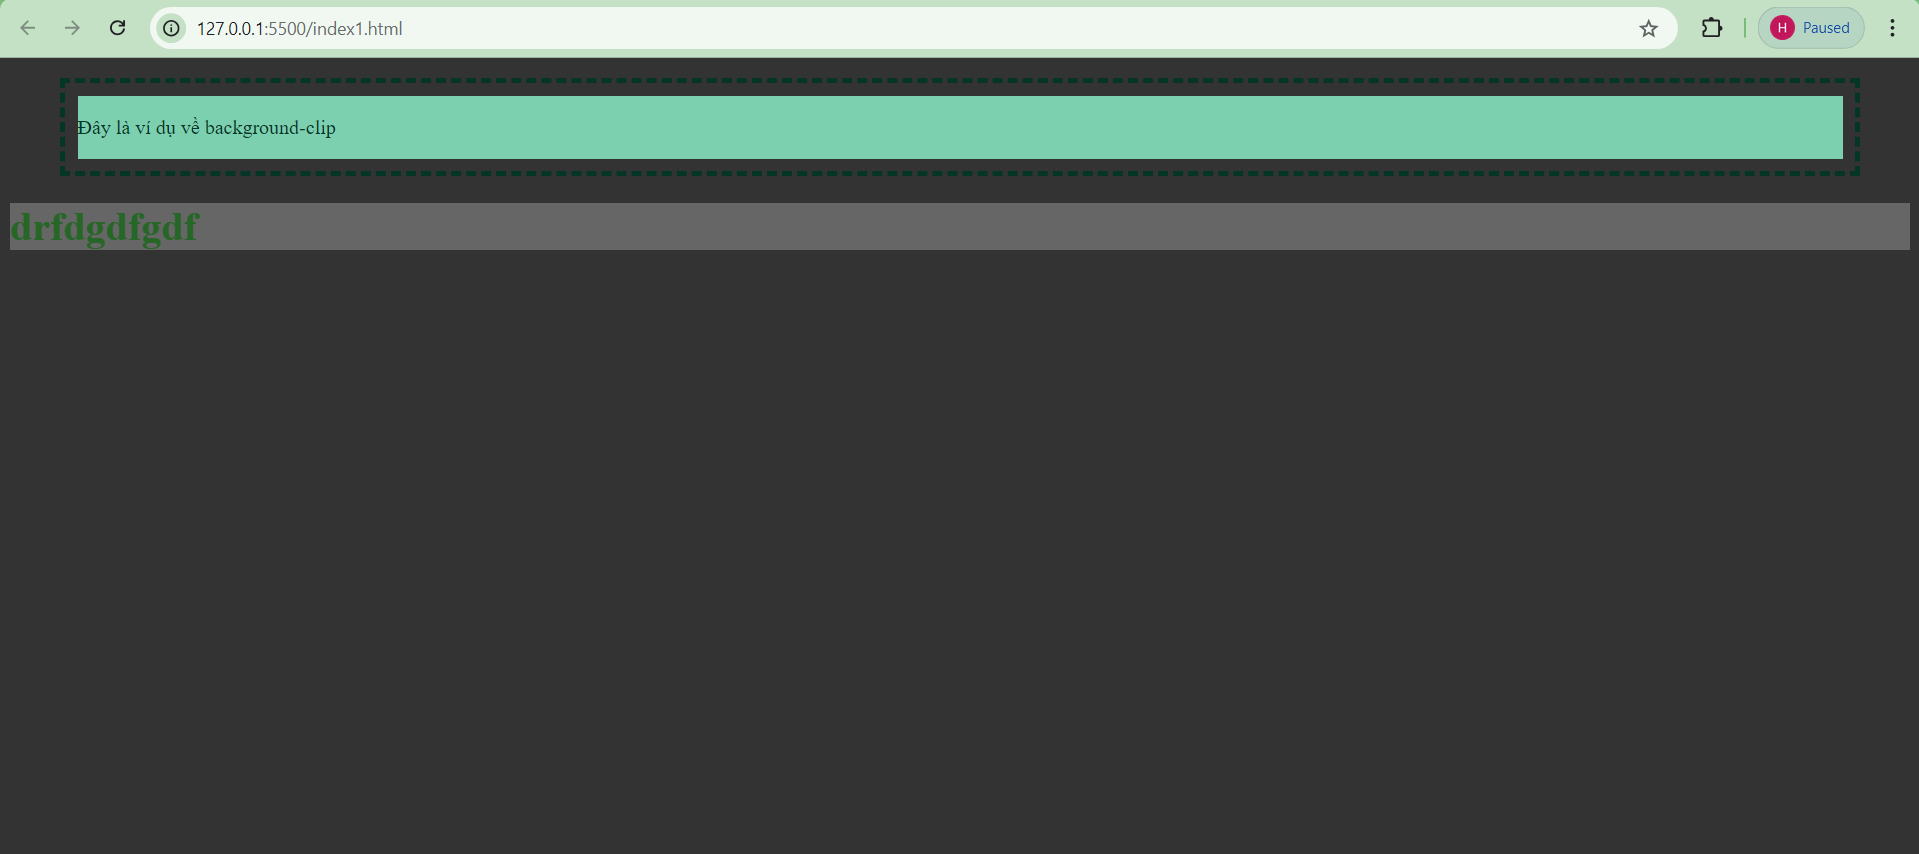 127.0.0.1:5500/index1.html
H Paused
Đây là ví dụ về background-clip
drfdgdfgdf